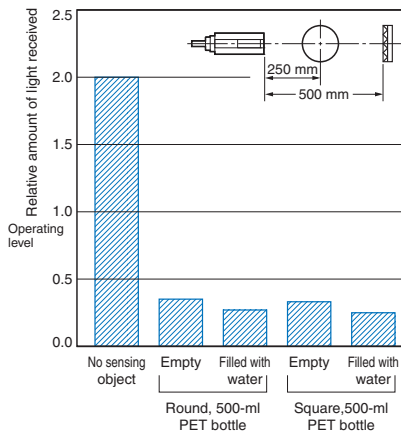 Relative amount of light received
2.5
2.0
1.5
1.0
Operating
level
0.5
0.0
250 mm
500 mm
No sensing
object
Empty
Filled with
water
Empty
Filled with
water
Round, 500-ml
PET bottle
Square,500-ml
PET bottle